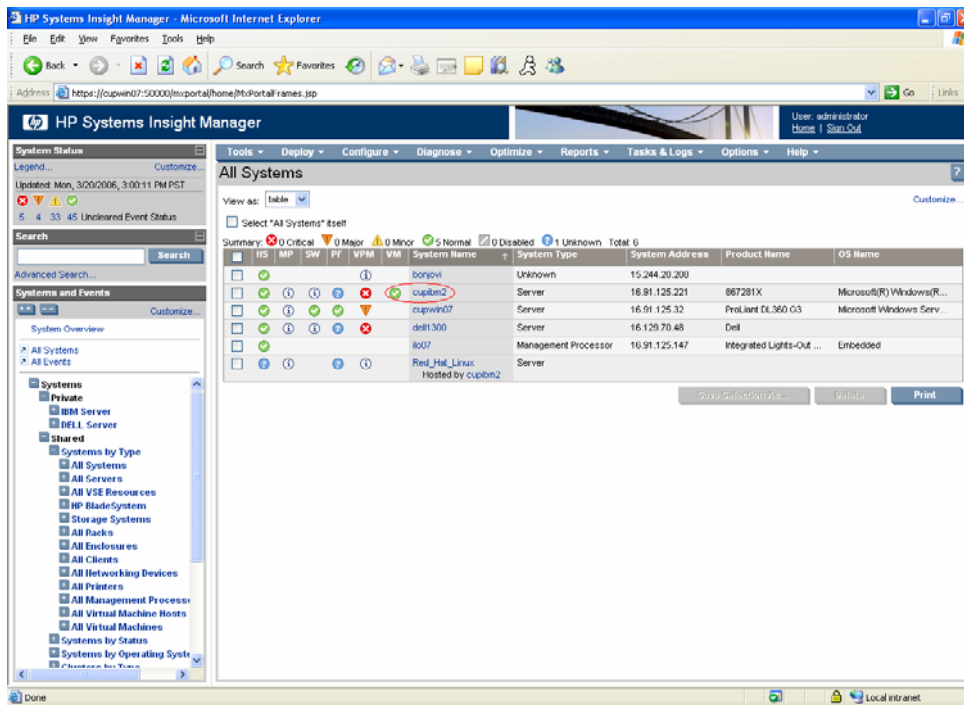 HP Systems Insight Manager - Microsoft Internet Explorer
File Edit View Favorites Tools Help
Back Search Favorites
Address https://cupwin07:50000/mxportal/home/MxPortalFrames.jsp Go Links
HP Systems Insight Manager
User: administrator
Home | Sign Out
System Status
Legend... Customize...
Updated: Mon, 3/20/2006, 3:00:11 PM PST
5 4 33 45 Uncleared Event Status
Search
Search
Advanced Search...
Systems and Events
Customize...
System Overview
All Systems
All Events
Systems
Private
IBM Server
DELL Server
Shared
Systems by Type
All Systems
All Servers
All VSE Resources
HP BladeSystem
Storage Systems
All Racks
All Enclosures
All Clients
All Networking Devices
All Printers
All Management Processo
All Virtual Machine Hosts
All Virtual Machines
Systems by Status
Systems by Operating Syste
Clusters by Type
Tools Deploy Configure Diagnose Optimize Reports Tasks & Logs Options Help
All Systems ?
View as: table Customize...
Select "All Systems" itself
Summary: 0 Critical 0 Major 0 Minor 5 Normal 0 Disabled 1 Unknown Total: 6
HS MP SW PF VPM VM System Name System Type System Address Product Name OS Name
bonjovi Unknown 15.244.20.208
cupibm2 Server 16.91.125.221 867281X Microsoft(R) Windows(R...
cupwin07 Server 16.91.125.32 ProLiant DL360 G3 Microsoft Windows Serv...
dell1300 Server 16.129.70.48 Dell
ilo07 Management Processor 16.91.125.147 Integrated Lights-Out ... Embedded
Red_Hat_Linux Server
Hosted by cupibm2
Save Selection As... Delete Print
Done Local intranet